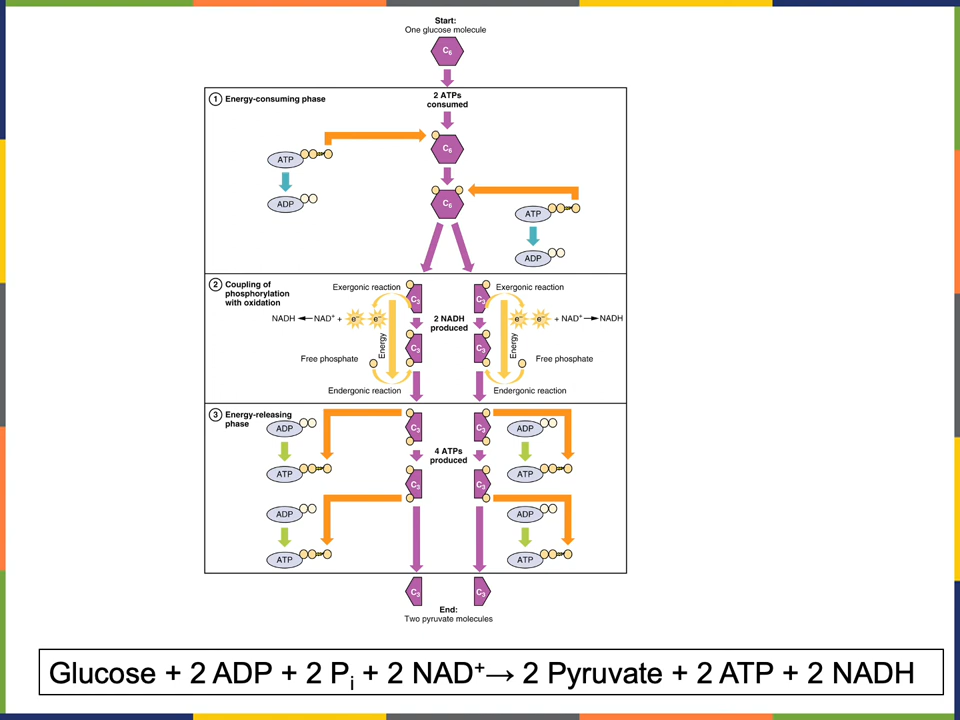 Start:
One glucose molecule
C6
1 Energy-consuming phase
2 ATPs
consumed
C6
ATP
ADP
C6
ATP
ADP
2 Coupling of
phosphorylation
with oxidation
Exergonic reaction
C3
C3
Exergonic reaction
NADH NAD+ + e– e–
2 NADH
produced
e– e– + NAD+ NADH
Energy
Energy
C3
C3
Free phosphate
Free phosphate
Endergonic reaction
Endergonic reaction
3 Energy-releasing
phase
ADP
C3
C3
ADP
4 ATPs
produced
ATP
C3
C3
ATP
ADP
ADP
ATP
ATP
C3
C3
End:
Two pyruvate molecules
Glucose + 2 ADP + 2 Pi + 2 NAD+→ 2 Pyruvate + 2 ATP + 2 NADH